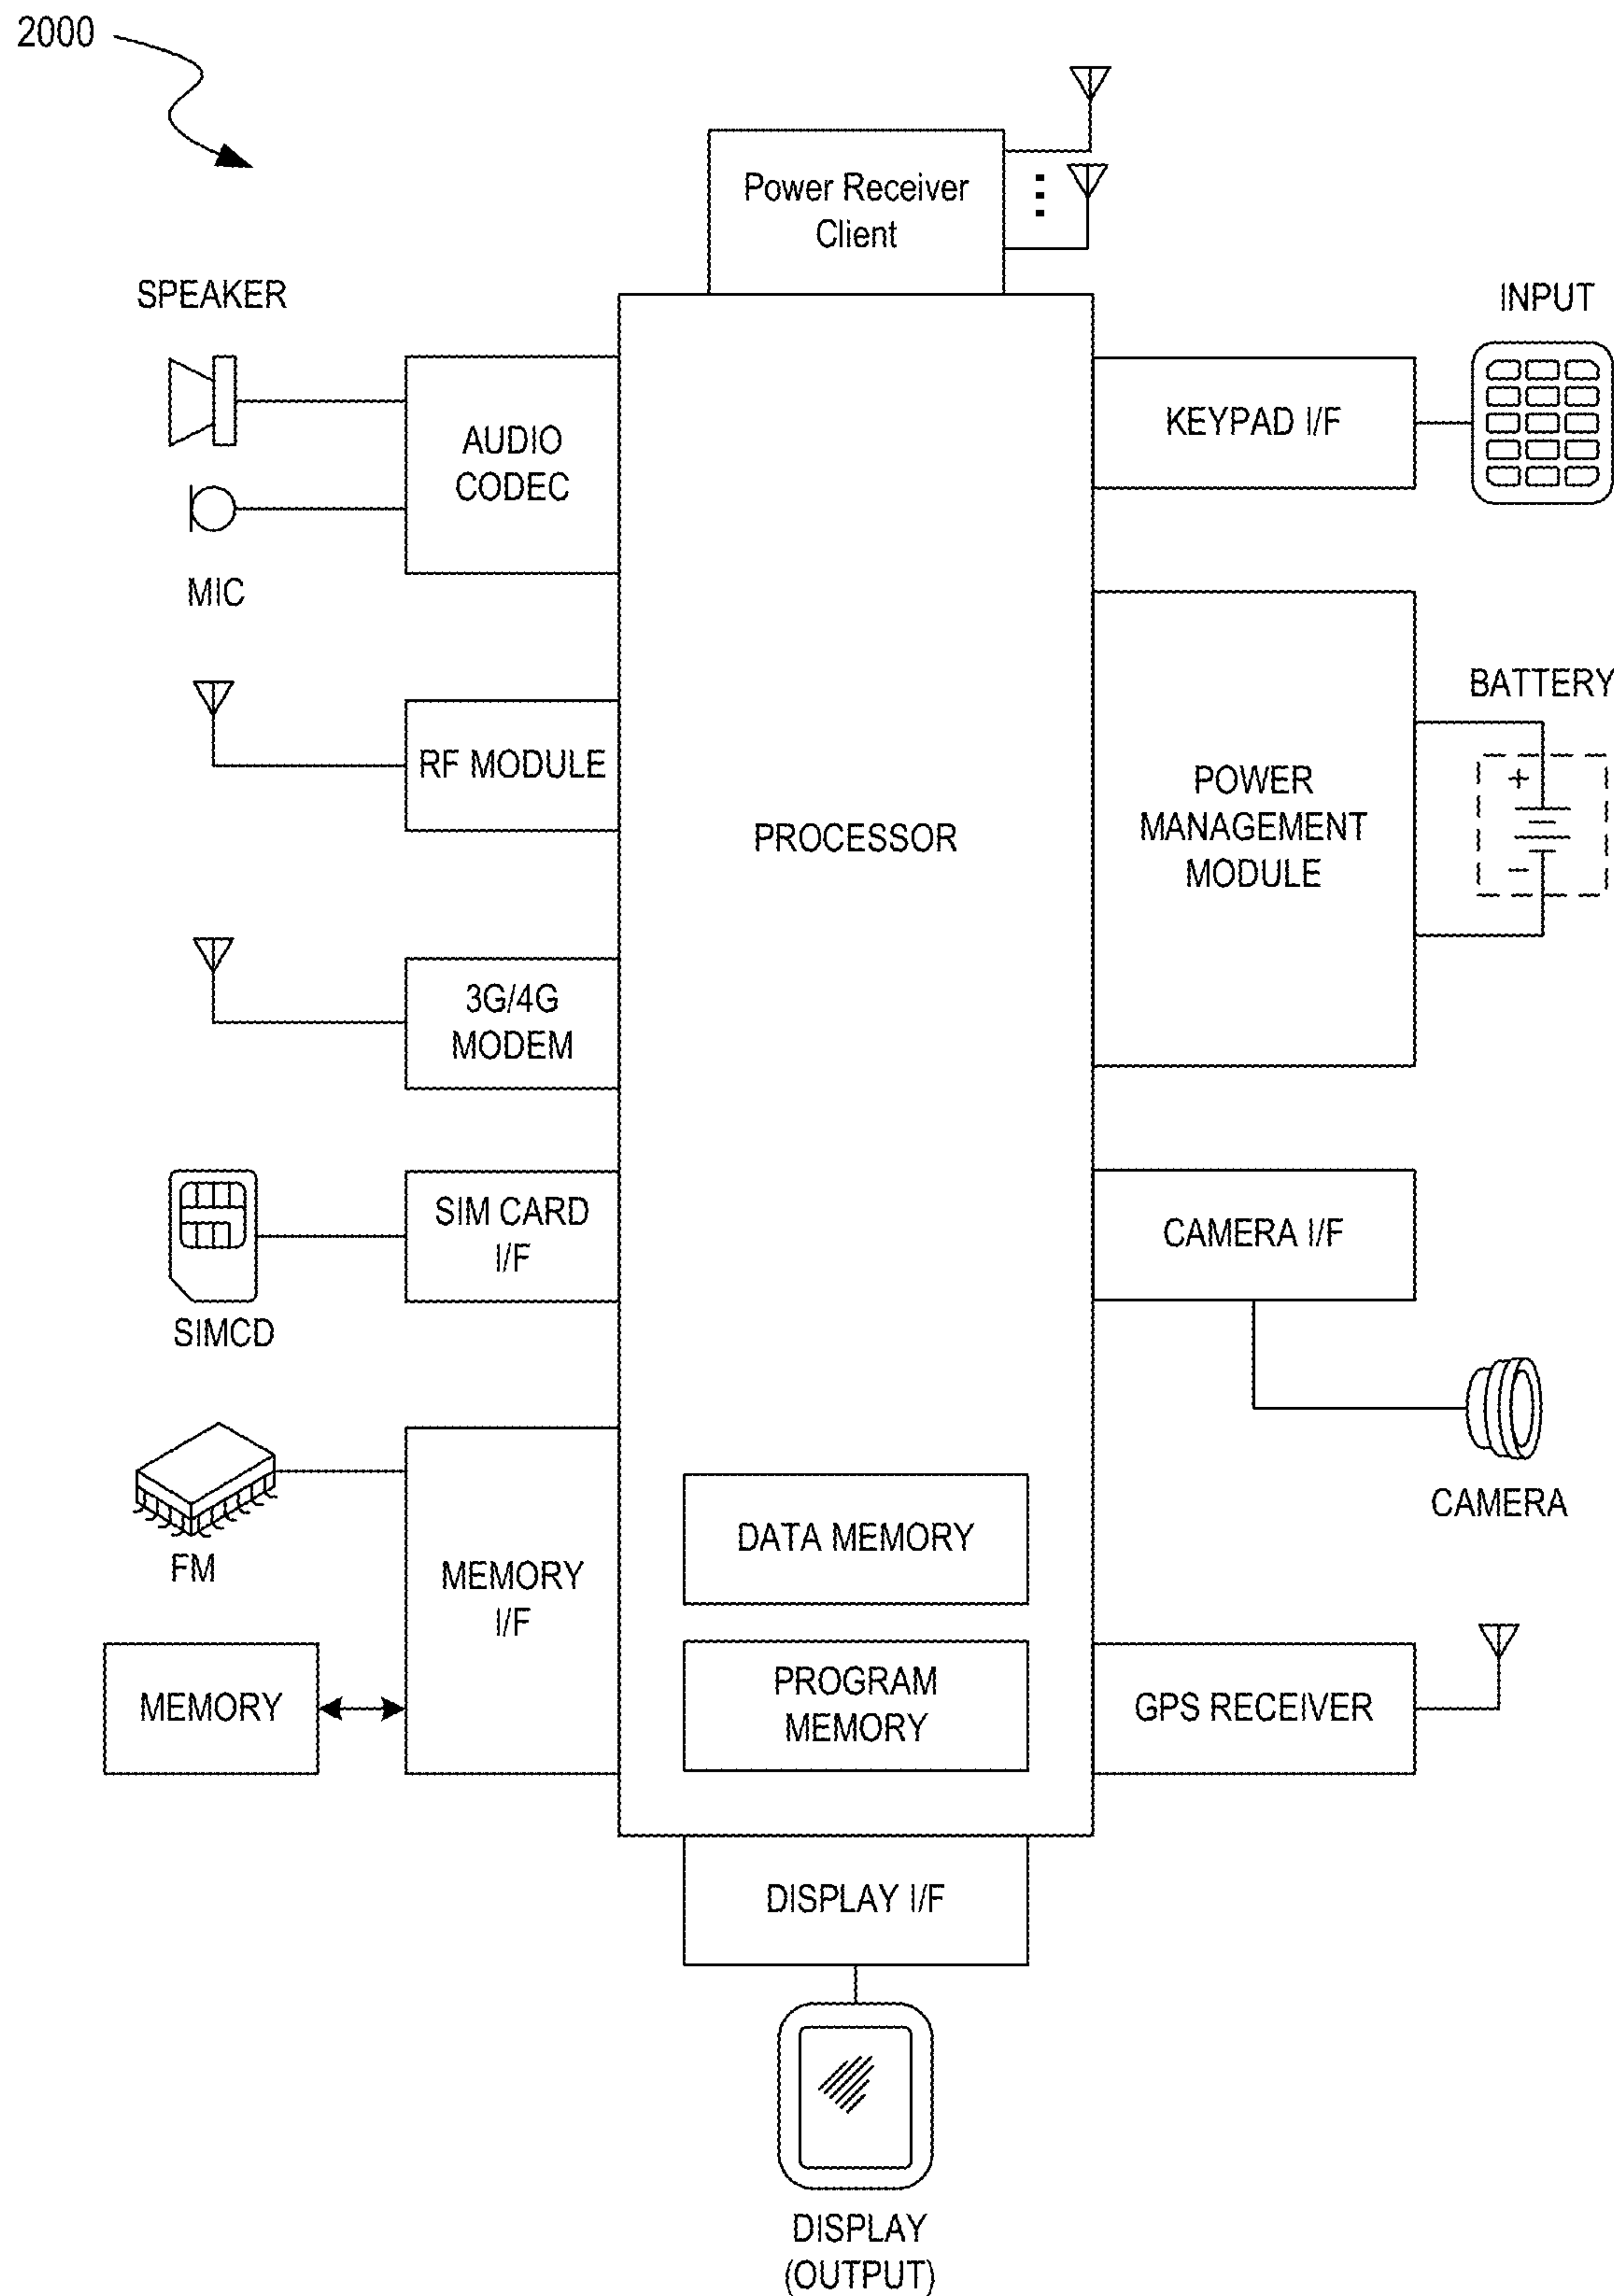 2000
Power Receiver
Client
SPEAKER
INPUT
AUDIO
CODEC
KEYPAD I/F
MIC
BATTERY
RF MODULE
+
POWER
MANAGEMENT
MODULE
PROCESSOR
−
3G/4G
MODEM
SIM CARD
I/F
CAMERA I/F
SIMCD
CAMERA
DATA MEMORY
FM
MEMORY
I/F
PROGRAM
MEMORY
MEMORY
GPS RECEIVER
DISPLAY I/F
DISPLAY
(OUTPUT)